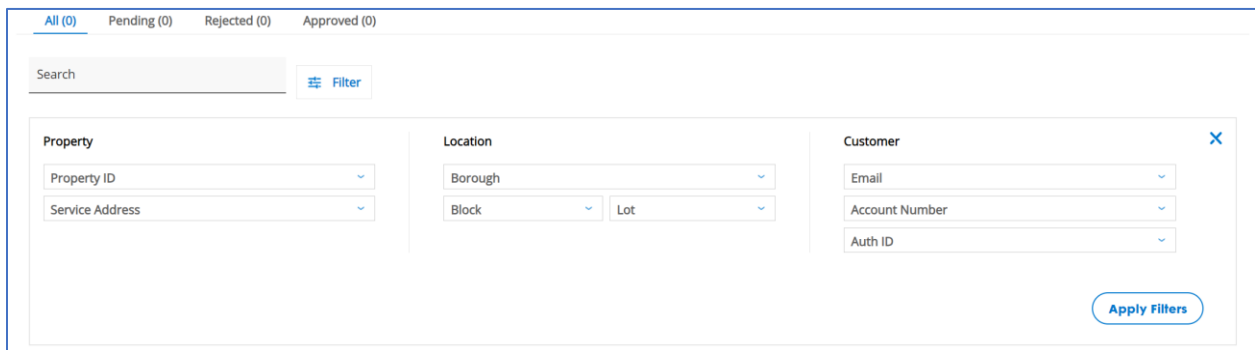 All (0) Pending (0) Rejected (0) Approved (0)
Search
Filter
Property
Property ID
Service Address
Location
Borough
Block Lot
Customer
Email
Account Number
Auth ID
Apply Filters